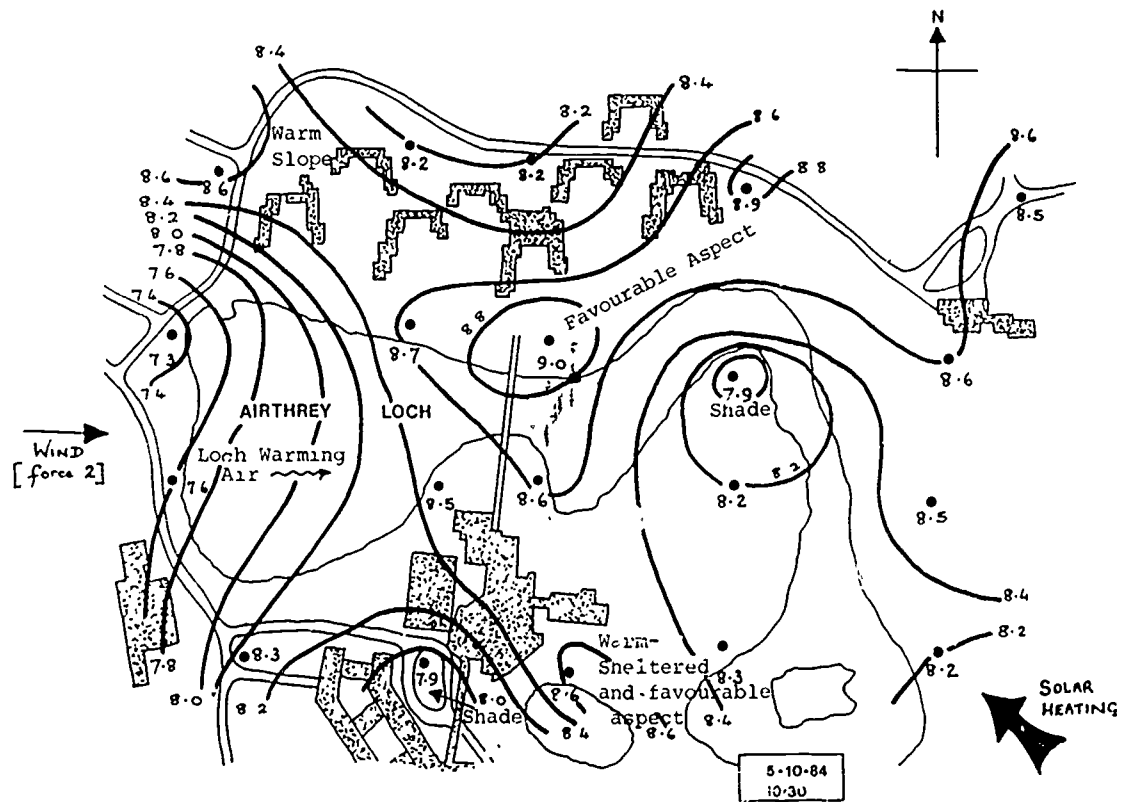 N
8.4
8.4
8.6
8.2
8.2
8.6
Warm
Slope
8.6
8.6
8.8
8.9
8.5
8.4
8.2
8.0
7.8
7.6
7.4
7.3
7.4
Favourable Aspect
8.8
9.0
8.7
8.6
7.9
Shade
AIRTHREY LOCH
WIND
[force 2]
Loch Warming
Air
7.6
8.5
8.6
8.2
8.2
8.5
8.4
8.2
8.2
8.3
7.8
8.0
8.2
7.9
8.0
Shade
8.6
8.4
Warm-
Sheltered
and favourable
aspect
8.3
8.6
8.4
SOLAR
HEATING
5-10-84
10.30